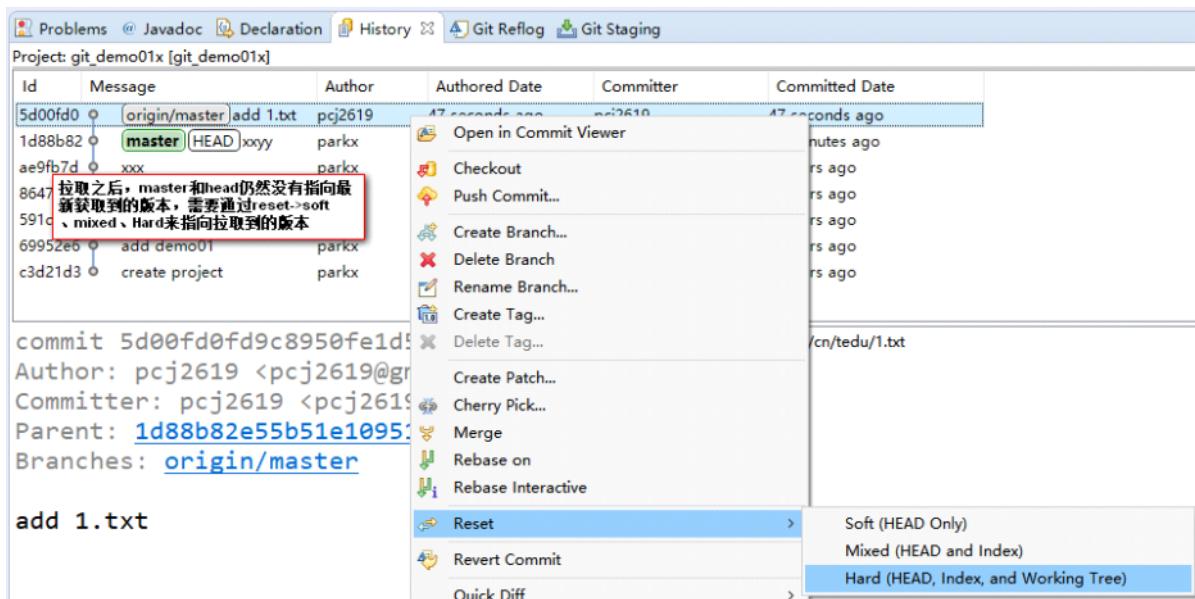 Problems @ Javadoc Declaration History Git Reflog Git Staging
Project: git_demo01x [git_demo01x]
Id Message Author Authored Date Committer Committed Date
5d00fd0 origin/master add 1.txt pcj2619 47 seconds ago pcj2619 47 seconds ago
1d88b82 master HEAD xxyy parkx nutes ago
ae9fb7d xxx parkx rs ago
8647 parkx rs ago
591c parkx rs ago
拉取之后，master和head仍然没有指向最
新获取到的版本，需要通过reset->soft
、mixed、Hard来指向拉取到的版本
69952e6 add demo01 parkx rs ago
c3d21d3 create project parkx rs ago
commit 5d00fd0fd9c8950fe1d5
Author: pcj2619 <pcj2619@gm
Committer: pcj2619 <pcj2619
Parent: 1d88b82e55b51e10951
Branches: origin/master
add 1.txt
/cn/tedu/1.txt
Open in Commit Viewer
Checkout
Push Commit...
Create Branch...
Delete Branch
Rename Branch...
Create Tag...
Delete Tag...
Create Patch...
Cherry Pick...
Merge
Rebase on
Rebase Interactive
Reset
Revert Commit
Quick Diff
Soft (HEAD Only)
Mixed (HEAD and Index)
Hard (HEAD, Index, and Working Tree)